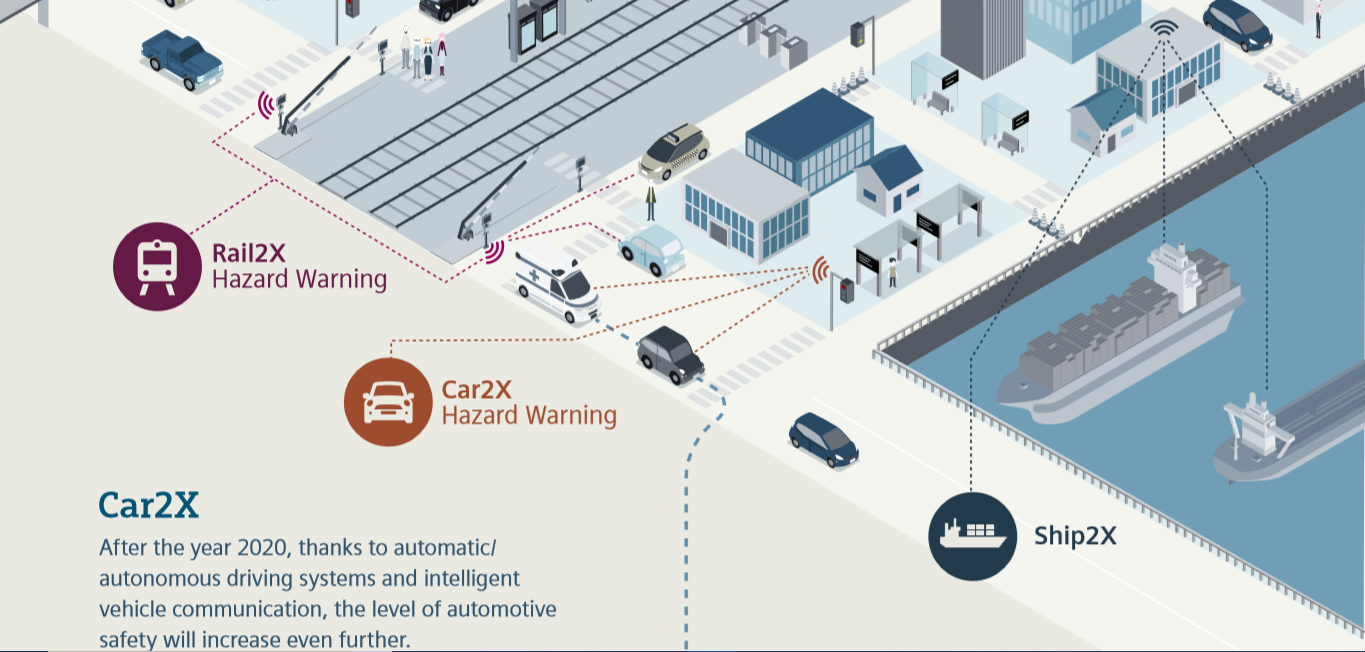 Rail2X
Hazard Warning
Car2X
Hazard Warning
Car2X
After the year 2020, thanks to automatic/
autonomous driving systems and intelligent
vehicle communication, the level of automotive
safety will increase even further.
Ship2X